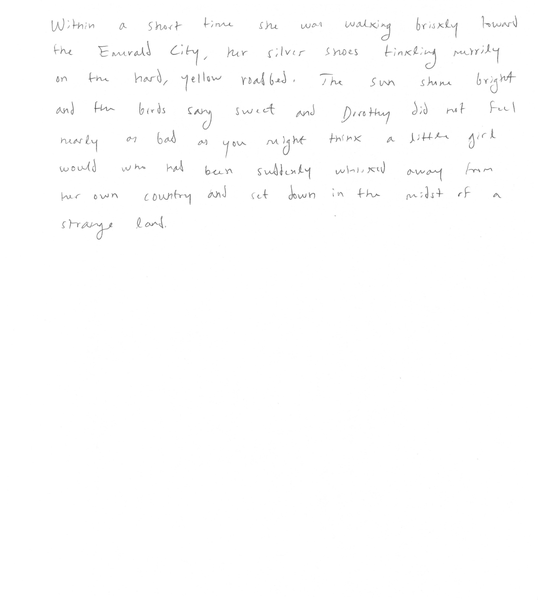 Within a short time she was walking briskly toward
the Emerald City, her silver shoes tinkling merrily
on the hard, yellow roadbed. The sun shone bright
and the birds sang sweet and Dorothy did not feel
nearly as bad as you might think a little girl
would who had been suddenly whisked away from
her own country and set down in the midst of a
strange land.